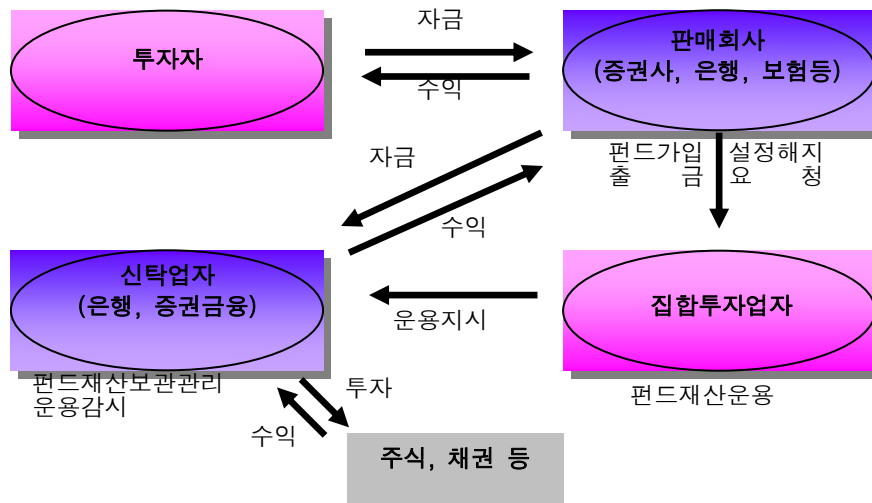 투자자
자금
수익
판매회사
(증권사, 은행, 보험등)
자금
수익
펀드가입 설정해지
출 금 요 청
신탁업자
(은행, 증권금융)
운용지시
집합투자업자
펀드재산보관관리
운용감시
투자
수익
펀드재산운용
주식, 채권 등